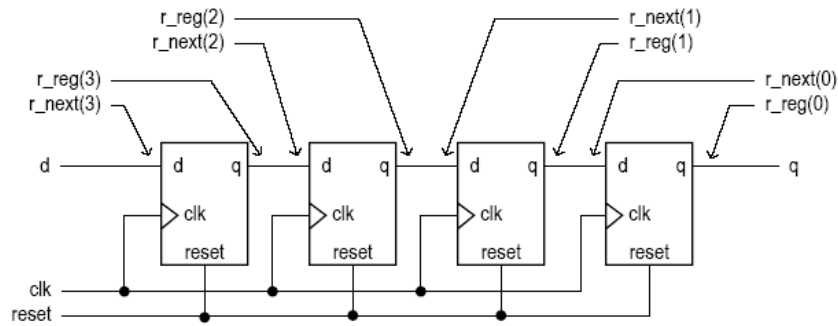 r_reg(2) r_next(1)
r_next(2) r_reg(1)
r_reg(3) r_next(0)
r_next(3) r_reg(0)
d d q d q d q d q q
clk clk clk clk
reset reset reset reset
clk
reset